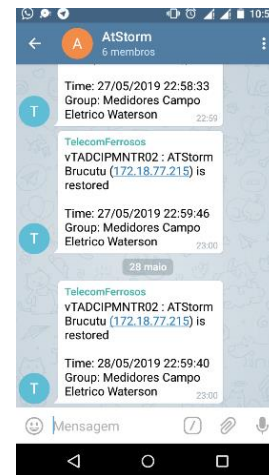 10:5
AtStorm
6 membros
Time: 27/05/2019 22:58:33
Group: Medidores Campo
Eletrico Waterson
22:59
T
TelecomFerrosos
vTADCIPMNTR02 : ATStorm
Brucutu (172.18.77.215) is
restored
Time: 27/05/2019 22:59:46
Group: Medidores Campo
Eletrico Waterson
23:00
T
28 maio
TelecomFerrosos
vTADCIPMNTR02 : ATStorm
Brucutu (172.18.77.215) is
restored
Time: 28/05/2019 22:59:40
Group: Medidores Campo
Eletrico Waterson
23:00
T
Mensagem